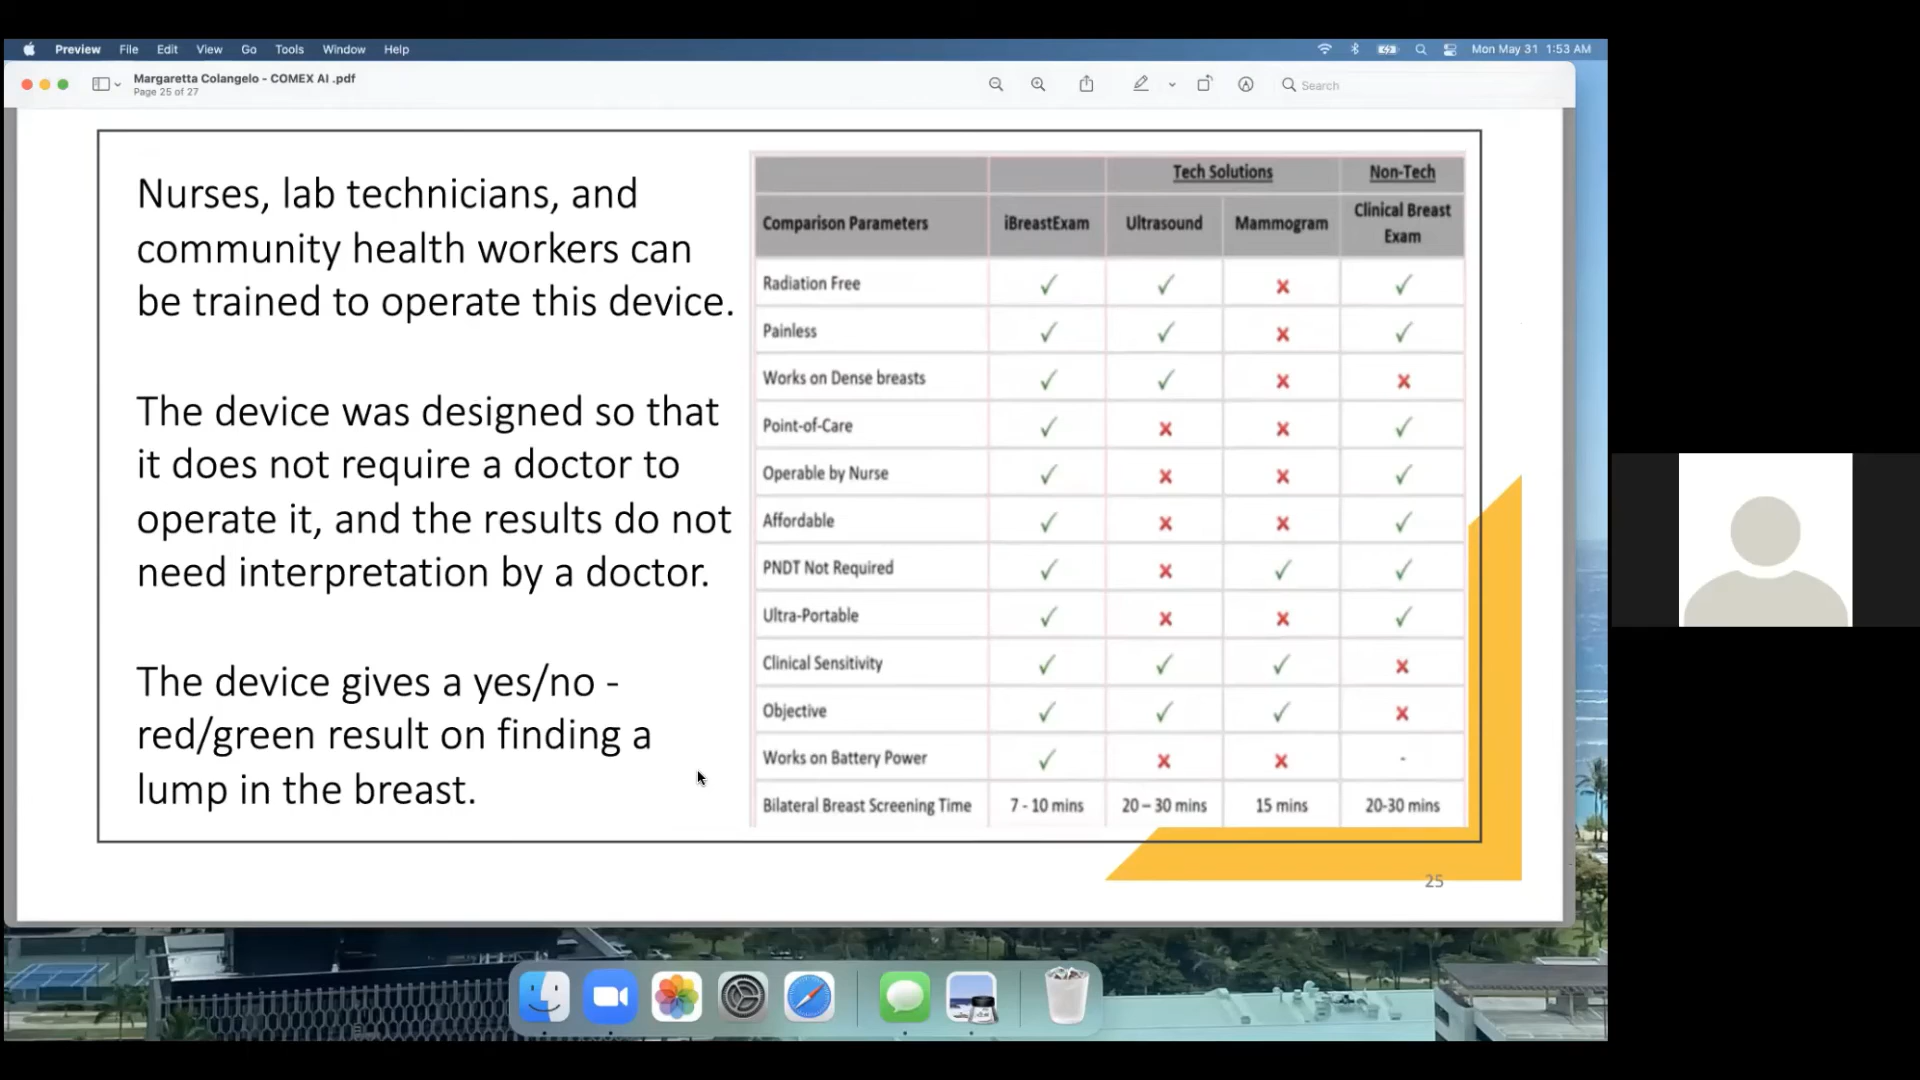 Preview File Edit View Go Tools Window Help Mon May 31 1:53 AM
Margaretta Colangelo - COMEX AI .pdf
Page 25 of 27
Search
Nurses, lab technicians, and
community health workers can
be trained to operate this device.
The device was designed so that
it does not require a doctor to
operate it, and the results do not
need interpretation by a doctor.
The device gives a yes/no -
red/green result on finding a
lump in the breast.
Tech Solutions Non-Tech
Comparison Parameters iBreastExam Ultrasound Mammogram Clinical Breast
Exam
Radiation Free ✓ ✓ x ✓
Painless ✓ ✓ x ✓
Works on Dense breasts ✓ ✓ x x
Point-of-Care ✓ x x ✓
Operable by Nurse ✓ x x ✓
Affordable ✓ x x ✓
PNDT Not Required ✓ x ✓ ✓
Ultra-Portable ✓ x x ✓
Clinical Sensitivity ✓ ✓ ✓ x
Objective ✓ ✓ ✓ x
Works on Battery Power ✓ x x -
Bilateral Breast Screening Time 7 - 10 mins 20 – 30 mins 15 mins 20-30 mins
25